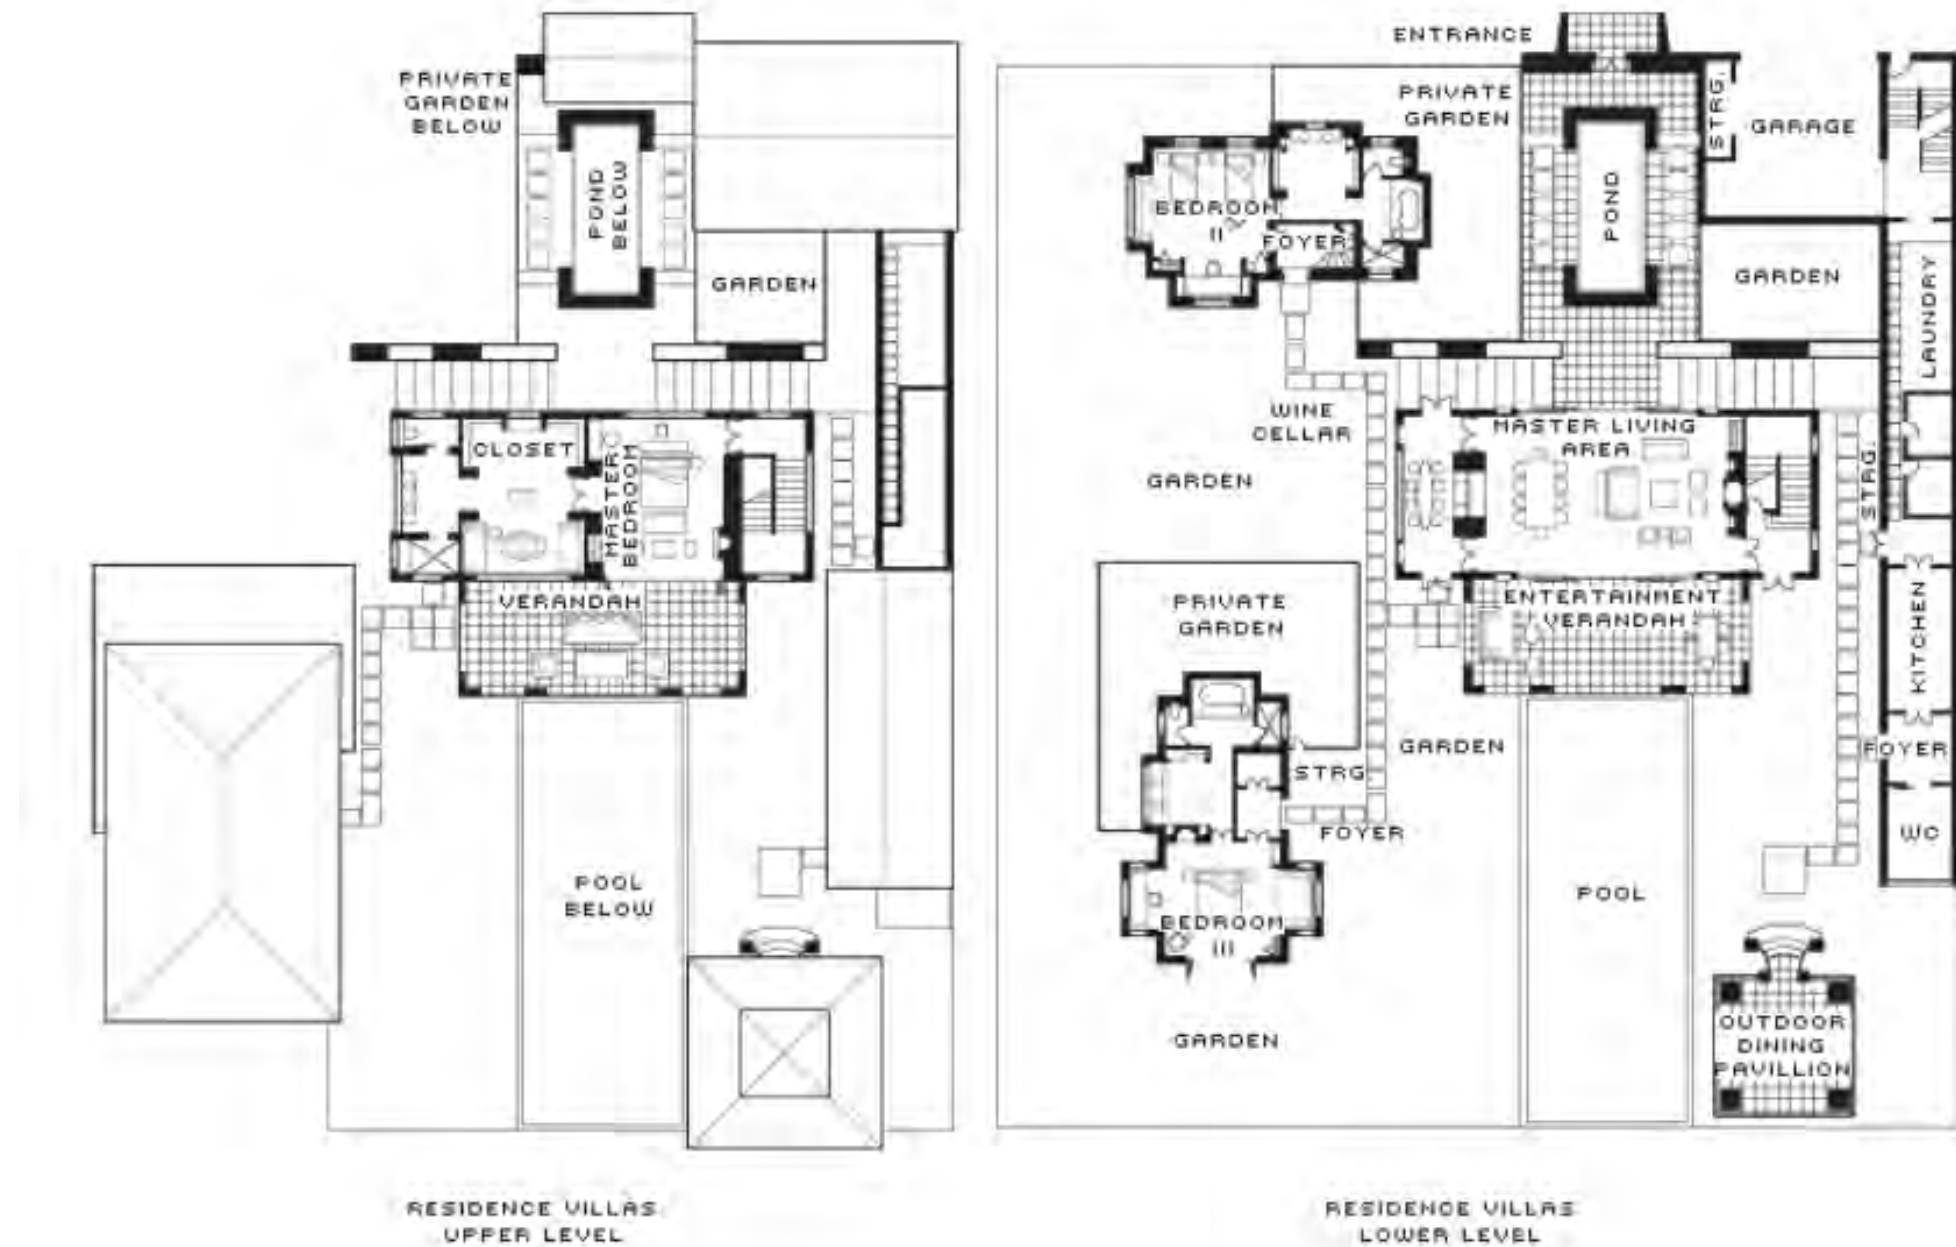 PRIVATE
GARDEN
BELOW
POND
BELOW
GARDEN
CLOSET
MASTER
BEDROOM
VERANDAH
POOL
BELOW
RESIDENCE VILLAS
UPPER LEVEL
ENTRANCE
PRIVATE
GARDEN
STRG.
GARAGE
BEDROOM
II
FOYER
POND
GARDEN
LAUNDRY
WINE
CELLAR
MASTER LIVING
AREA
GARDEN
STRG.
PRIVATE
GARDEN
ENTERTAINMENT
VERANDAH
KITCHEN
GARDEN
STRG
FOYER
FOYER
WC
BEDROOM
III
POOL
GARDEN
OUTDOOR
DINING
PAVILLION
RESIDENCE VILLAS
LOWER LEVEL